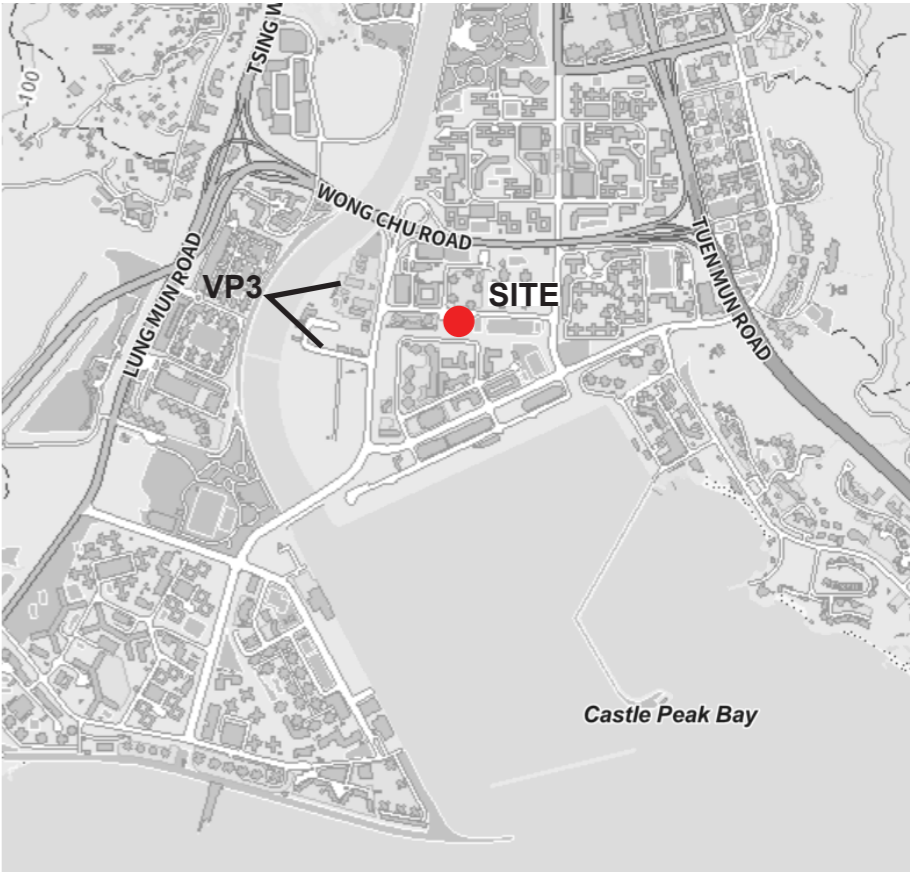 TSING W
100
WONG CHU ROAD
LUNG MUN ROAD
TUEN MUN ROAD
VP3
SITE
Castle Peak Bay